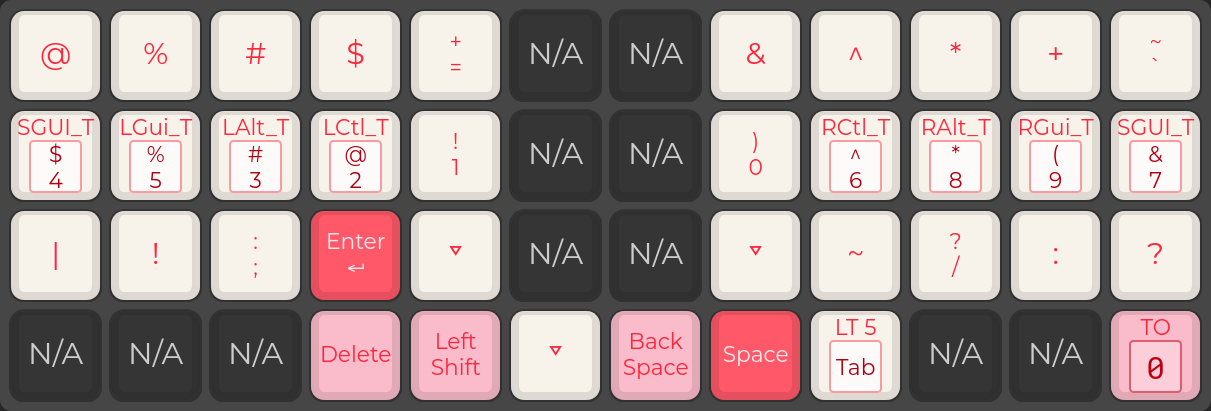 @ % # $ + N/A N/A & ^ * + ~
= `
SGUI_T LGui_T LAlt_T LCtl_T ! N/A N/A ) RCtl_T RAlt_T RGui_T SGUI_T
$ % # @ ^ * ( &
4 5 3 2 1 0 6 8 9 7
| ! : Enter ▿ N/A N/A ▿ ~ ? : ?
; ↵ /
N/A N/A N/A Delete Left ▿ Back Space LT 5 N/A N/A TO
Shift Space Tab 0